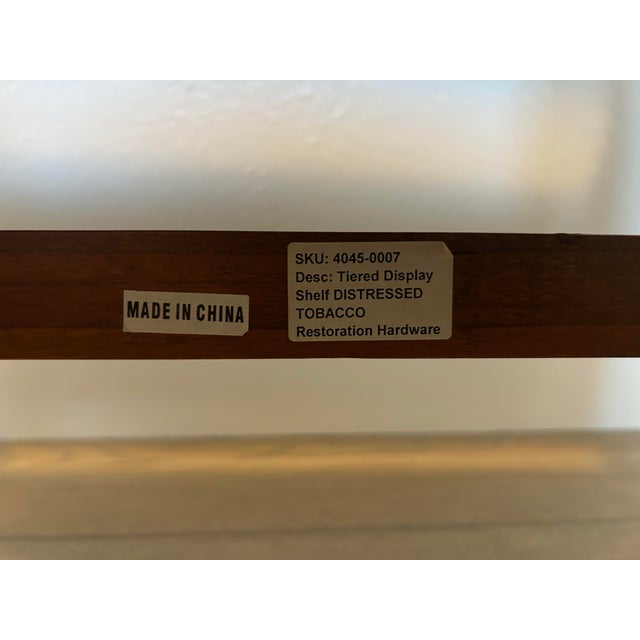 MADE IN CHINA
SKU: 4045-0007
Desc: Tiered Display
Shelf DISTRESSED
TOBACCO
Restoration Hardware